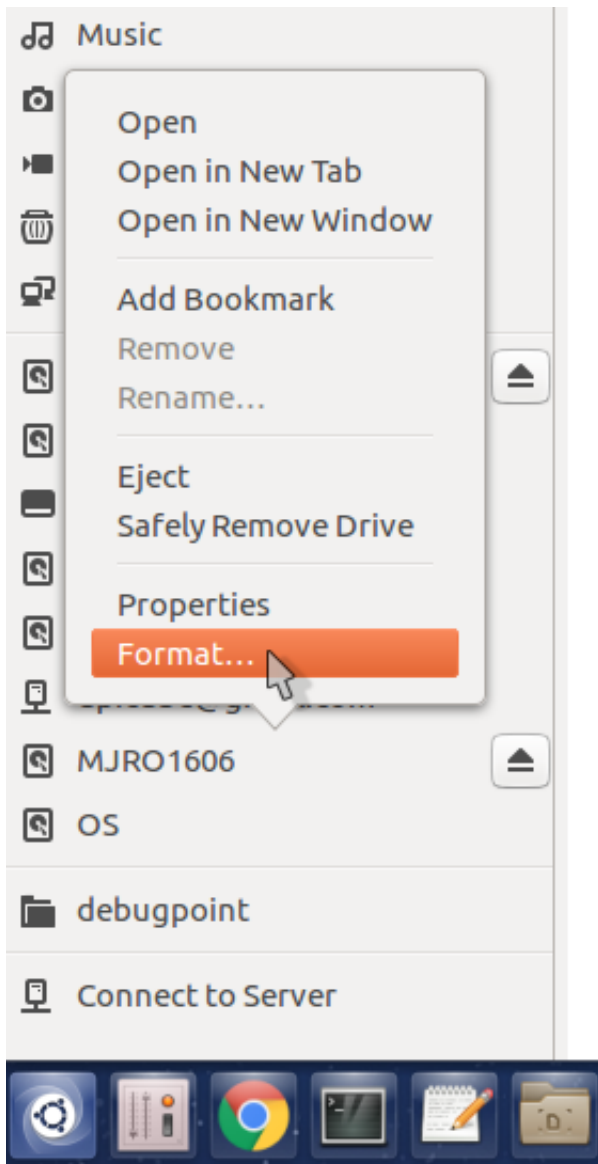 Music
Open
Open in New Tab
Open in New Window
Add Bookmark
Remove
Rename...
Eject
Safely Remove Drive
Properties
Format...
MJRO1606
OS
debugpoint
Connect to Server
>_
D